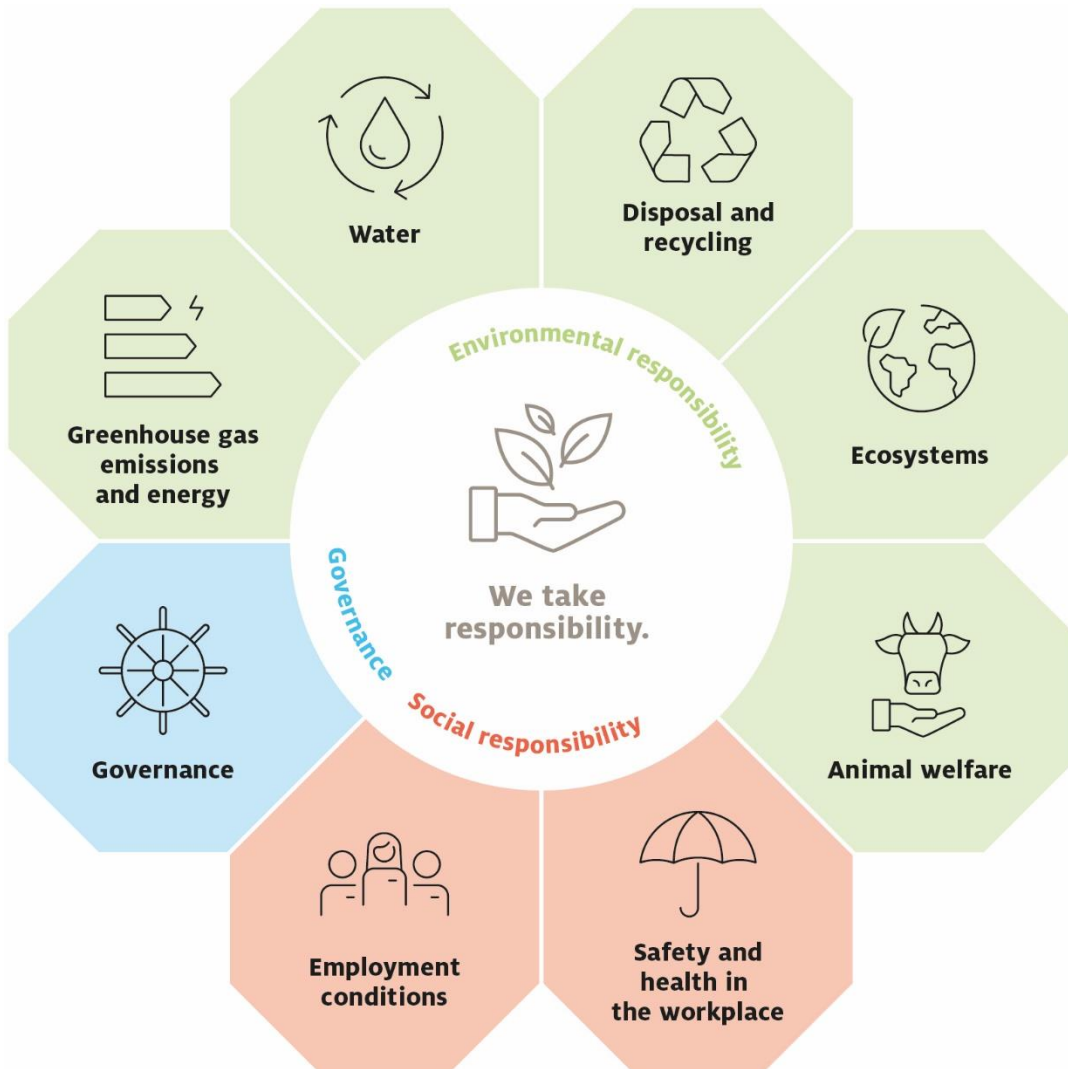 Water
Disposal and
recycling
Greenhouse gas
emissions
and energy
Environmental responsibility
Ecosystems
We take
responsibility.
Governance
Social responsibility
Governance
Animal welfare
Employment
conditions
Safety and
health in
the workplace